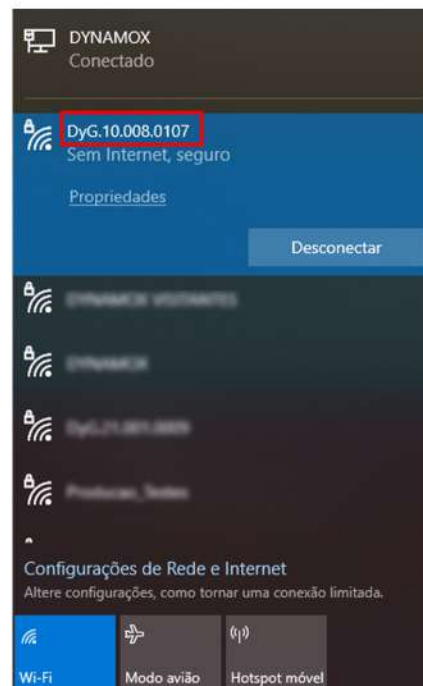 DYNAMOX
Conectado
DyG.10.008.0107
Sem Internet, seguro
Propriedades
Desconectar
Configurações de Rede e Internet
Altere configurações, como tornar uma conexão limitada.
Wi-Fi
Modo avião
Hotspot móvel